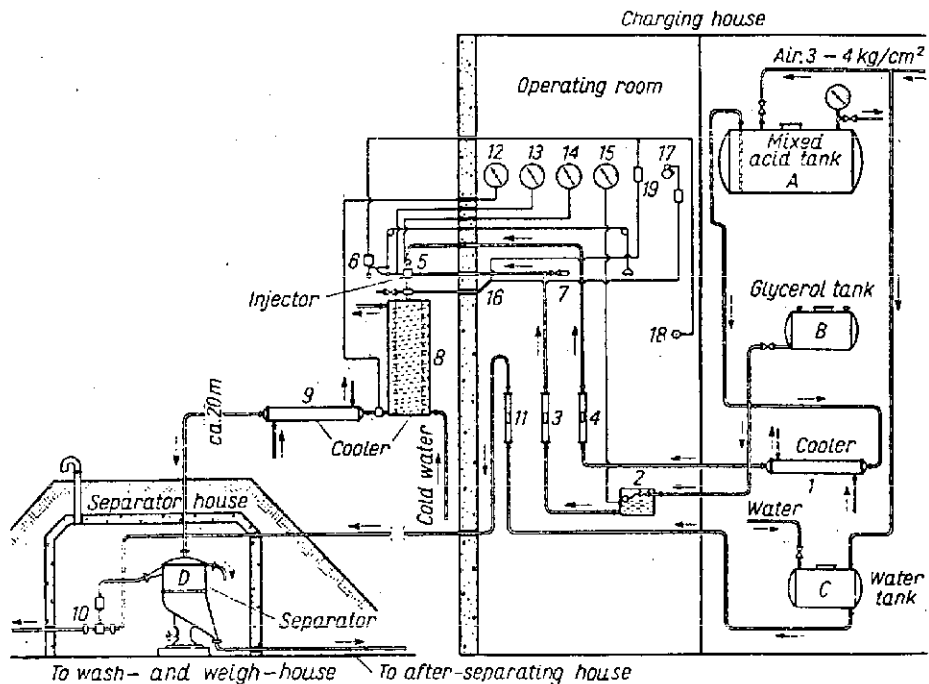 Charging house
Air 3 – 4 kg/cm²
Operating room
Mixed acid tank
A
12 13 14 15 17
19
6 5
Injector
16 7
Glycerol tank
B
18
8
9
ca. 20 m
Cooler
11 3 4
Cooler
1
2
Cold water
Separator house
Water
C
Water tank
D
10
Separator
To wash- and weigh-house
To after-separating house